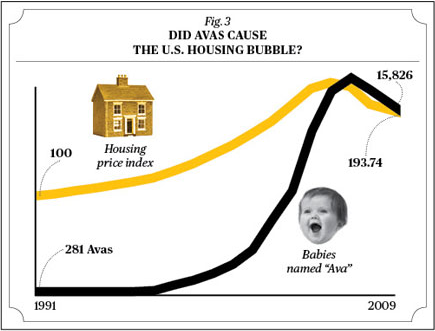 Fig. 3
DID AVAS CAUSE
THE U.S. HOUSING BUBBLE?
15,826
Housing
price index
100
193.74
281 Avas
Babies
named "Ava"
1991
2009